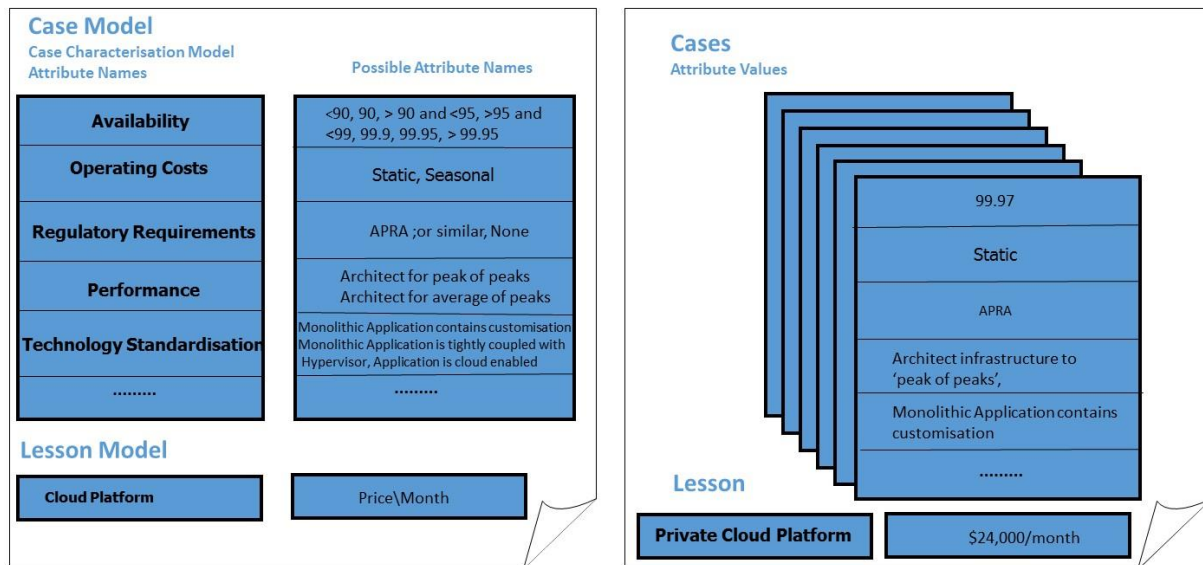 Case Model
Case Characterisation Model
Attribute Names
Possible Attribute Names
Availability
<90, 90, > 90 and <95, >95 and
<99, 99.9, 99.95, > 99.95
Operating Costs
Static, Seasonal
Regulatory Requirements
APRA ;or similar, None
Performance
Architect for peak of peaks
Architect for average of peaks
Technology Standardisation
Monolithic Application contains customisation
Monolithic Application is tightly coupled with
Hypervisor, Application is cloud enabled
.........
.........
Lesson Model
Cloud Platform
Price\Month
Cases
Attribute Values
99.97
Static
APRA
Architect infrastructure to
‘peak of peaks’,
Monolithic Application contains
customisation
.........
Lesson
Private Cloud Platform
$24,000/month